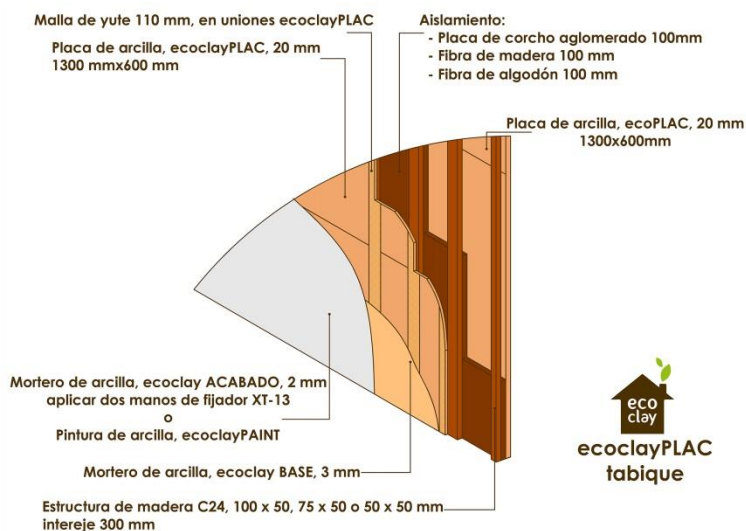 Malla de yute 110 mm, en uniones ecoclayPLAC
Placa de arcilla, ecoclayPLAC, 20 mm
1300 mmx600 mm
Aislamiento:
- Placa de corcho aglomerado 100mm
- Fibra de madera 100 mm
- Fibra de algodón 100 mm
Placa de arcilla, ecoPLAC, 20 mm
1300x600mm
Mortero de arcilla, ecoclay ACABADO, 2 mm
aplicar dos manos de fijador XT-13
o
Pintura de arcilla, ecoclayPAINT
Mortero de arcilla, ecoclay BASE, 3 mm
Estructura de madera C24, 100 x 50, 75 x 50 o 50 x 50 mm
intereje 300 mm
eco
clay
ecoclayPLAC
tabique